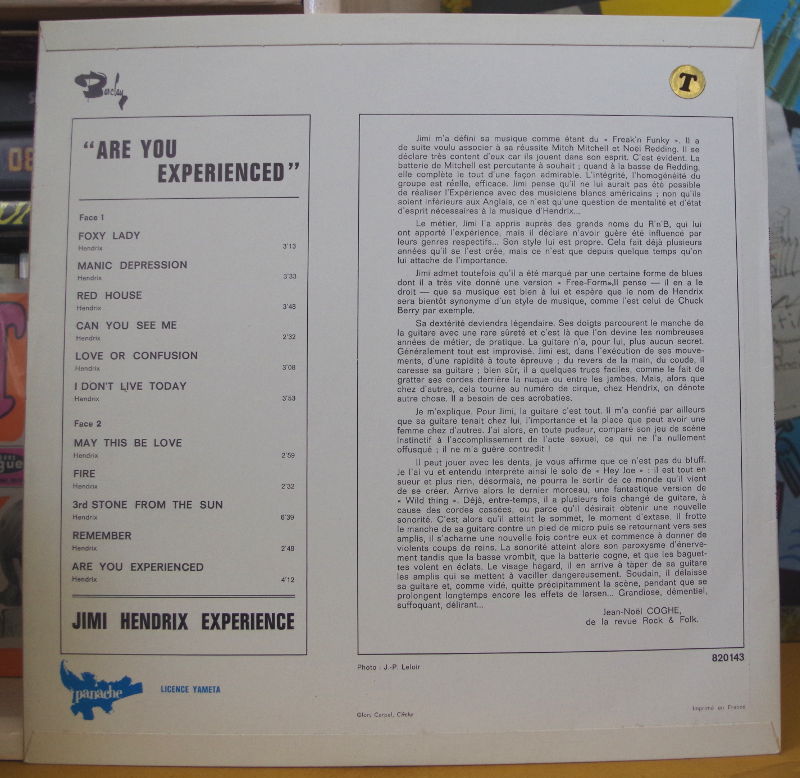 Barclay
T
“ARE YOU
EXPERIENCED”
Face 1
FOXY LADY
Hendrix 3'13
MANIC DEPRESSION
Hendrix 3'33
RED HOUSE
Hendrix 3'48
CAN YOU SEE ME
Hendrix 2'32
LOVE OR CONFUSION
Hendrix 3'08
I DON'T LIVE TODAY
Hendrix 3'53
Face 2
MAY THIS BE LOVE
Hendrix 2'59
FIRE
Hendrix 2'32
3rd STONE FROM THE SUN
Hendrix 6'39
REMEMBER
Hendrix 2'48
ARE YOU EXPERIENCED
Hendrix 4'12
JIMI HENDRIX EXPERIENCE
panache
LICENCE YAMETA
Jimi m'a défini sa musique comme étant du « Freak'n Funky ». Il a
de suite voulu associer à sa réussite Mitch Mitchell et Noël Redding. Il se
déclare très content d'eux car ils jouent dans son esprit. C'est évident. La
batterie de Mitchell est percutante à souhait ; quand à la basse de Redding,
elle complète le tout d'une façon admirable. L'intégrité, l'homogénéité du
groupe est réelle, efficace. Jimi pense qu'il ne lui aurait pas été possible
de réaliser l'Expérience avec des musiciens blancs américains ; non qu'ils
soient inférieurs aux Anglais, ce n'est qu'une question de mentalité et d'état
d'esprit nécessaires à la musique d'Hendrix...
Le métier, Jimi l'a appris auprès des grands noms du R'n'B, qui lui
ont apporté l'expérience, mais il déclare n'avoir guère été influencé par
leurs genres respectifs... Son style lui est propre. Cela fait déjà plusieurs
années qu'il se l'est crée, mais ce n'est que depuis quelque temps qu'on
lui attache de l'importance.
Jimi admet toutefois qu'il a été marqué par une certaine forme de blues
dont il a très vite donné une version « Free-Form».Il pense — il en a le
droit — que sa musique est bien à lui et espère que le nom de Hendrix
sera bientôt synonyme d'un style de musique, comme l'est celui de Chuck
Berry par exemple.
Sa dextérité deviendra légendaire. Ses doigts parcourent le manche de
la guitare avec une rare sûreté et c'est là que l'on devine les nombreuses
années de métier, de pratique. La guitare n'a, pour lui, plus aucun secret.
Généralement tout est improvisé. Jimi est, dans l'exécution de ses mouve-
ments, d'une rapidité à toute épreuve ; du revers de la main, du coude, il
caresse sa guitare ; bien sûr, il a quelques trucs faciles, comme le fait de
gratter ses cordes derrière la nuque ou entre les jambes. Mais, alors que
chez d'autres, cela tourne au numéro de cirque, chez Hendrix, on dénote
autre chose. Il a besoin de ces acrobaties.
Je m'explique. Pour Jimi, la guitare c'est tout. Il m'a confié par ailleurs
que sa guitare tenait chez lui, l'importance et la place que peut avoir une
femme chez d'autres. J'ai alors, en toute pudeur, comparé son jeu de scène
instinctif à l'accomplissement de l'acte sexuel, ce qui ne l'a nullement
offusqué ; il ne m'a guère contredit !
Il peut jouer avec les dents, je vous affirme que ce n'est pas du bluff.
Je l'ai vu et entendu interprété ainsi le solo de « Hey Joe » : il est tout en
sueur et plus rien, désormais, ne pourra le sortir de ce monde qu'il vient
de se créer. Arrive alors le dernier morceau, une fantastique version de
« Wild thing ». Déjà, entre-temps, il a plusieurs fois changé de guitare, à
cause des cordes cassées, ou parce qu'il désirait obtenir une nouvelle
sonorité. C'est alors qu'il atteint le sommet, le moment d'extase. Il frotte
le manche de sa guitare contre un pied de micro puis se retournant vers ses
amplis, il s'acharne une nouvelle fois contre eux et commence à donner de
violents coups de reins. La sonorité atteint alors son paroxysme d'énerve-
ment tandis que la basse vrombit, que la batterie cogne, et que les baguet-
tes volent en éclats. Le visage hagard, il en arrive à taper de sa guitare
les amplis qui se mettent à vaciller dangereusement. Soudain, il délaisse
sa guitare et, comme vidé, quitte précipitamment la scène, pendant que se
prolongent longtemps encore les effets de larsen... Grandiose, démentiel,
suffoquant, délirant...
Jean-Noël COGHE,
de la revue Rock & Folk.
820143
Photo : J.-P. Leloir
Imprimé en France